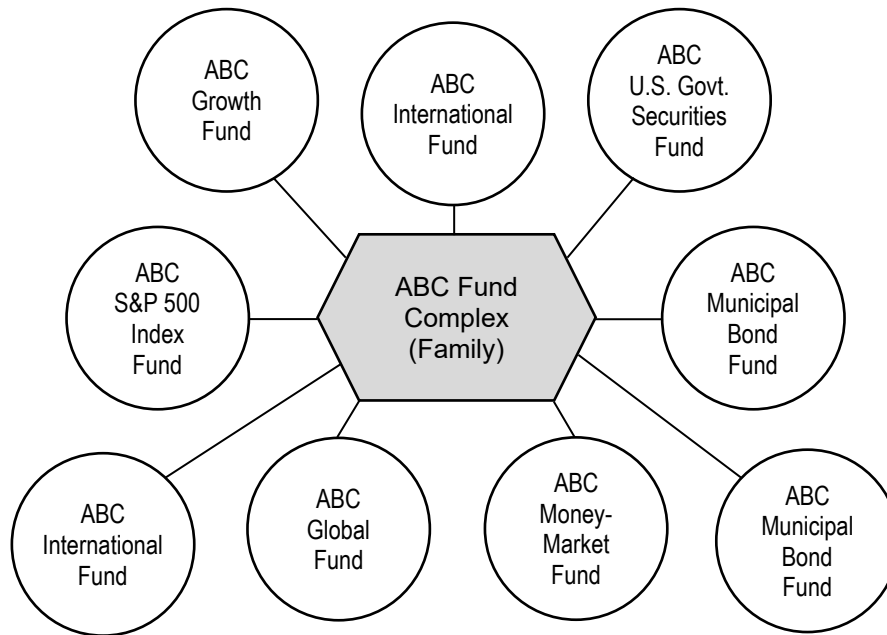 ABC
Growth
Fund
ABC
International
Fund
ABC
U.S. Govt.
Securities
Fund
ABC
S&P 500
Index
Fund
ABC Fund
Complex
(Family)
ABC
Municipal
Bond
Fund
ABC
International
Fund
ABC
Global
Fund
ABC
Money-
Market
Fund
ABC
Municipal
Bond
Fund